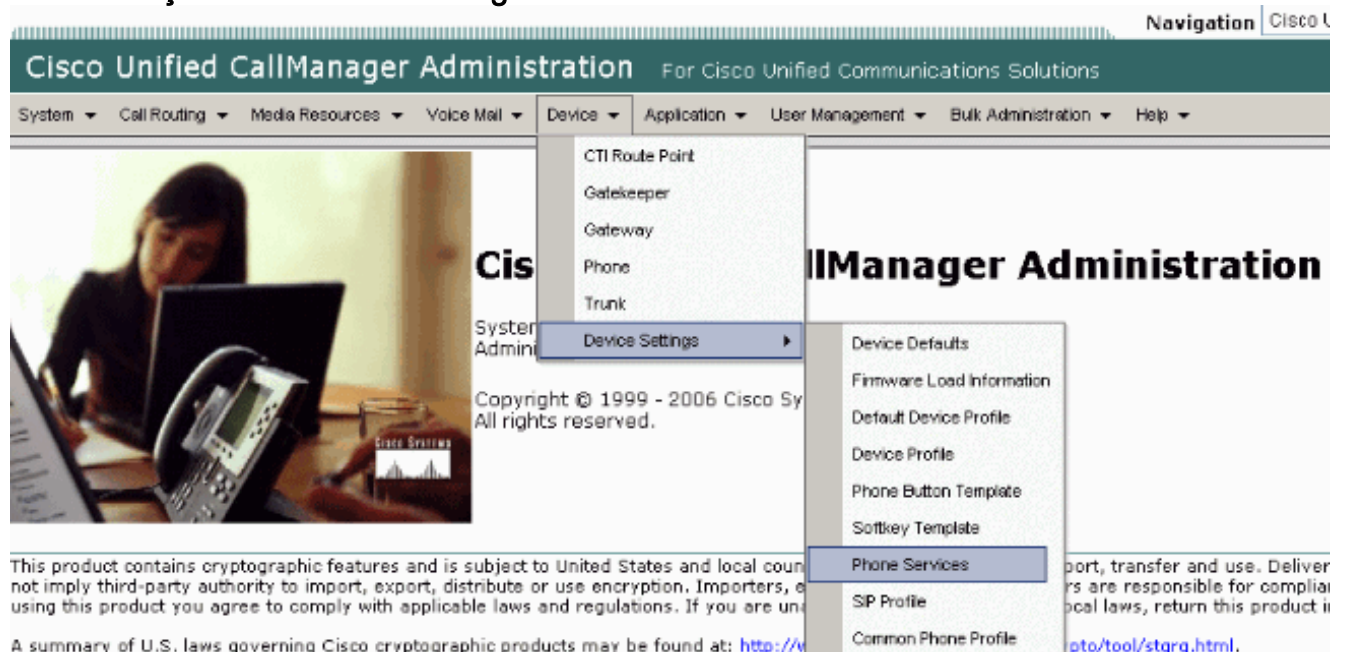 Navigation Cisco U
Cisco Unified CallManager Administration For Cisco Unified Communications Solutions
System Call Routing Media Resources Voice Mail Device Application User Management Bulk Administration Help
CTI Route Point
Gatekeeper
Gateway
Phone
Trunk
Device Settings
Device Defaults
Firmware Load Information
Default Device Profile
Device Profile
Phone Button Template
Softkey Template
Phone Services
SIP Profile
Common Phone Profile
Cis llManager Administration
System
Admini
Copyright © 1999 - 2006 Cisco Sy
All rights reserved.
CISCO SYSTEMS
This product contains cryptographic features and is subject to United States and local coun port, transfer and use. Deliver
not imply third-party authority to import, export, distribute or use encryption. Importers, e rs are responsible for complia
using this product you agree to comply with applicable laws and regulations. If you are una ocal laws, return this product i
A summary of U.S. laws governing Cisco cryptographic products may be found at: http://w pto/tool/stqrg.html.